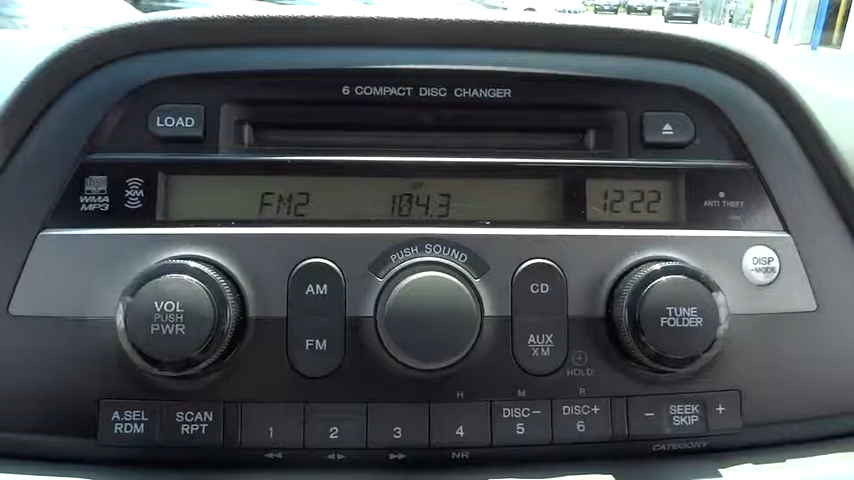 6 COMPACT DISC CHANGER
LOAD
WMA
MP3
XM
FM2 104.3 12:22
ANTI THEFT
PUSH SOUND
DISP
MODE
VOL
PUSH
PWR
AM
FM
CD
AUX
XM
TUNE
FOLDER
HOLD
H M R
A.SEL
RDM
SCAN
RPT
1 2 3 4
DISC-
5
DISC+
6
- SEEK
SKIP +
NR
CATEGORY